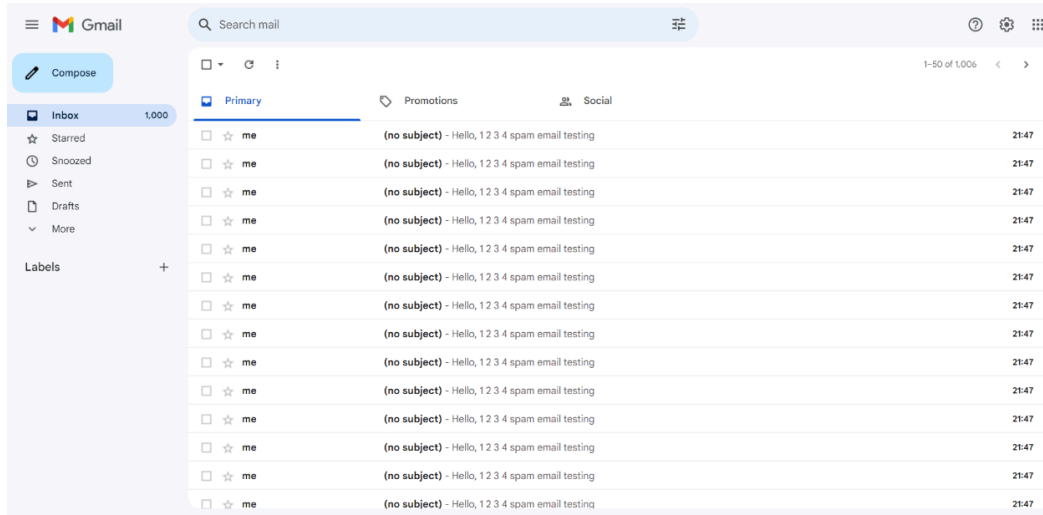 Gmail
Search mail
Compose
1–50 of 1,006
Primary
Promotions
Social
Inbox 1,000
Starred
Snoozed
Sent
Drafts
More
Labels
me (no subject) - Hello, 1 2 3 4 spam email testing 21:47
me (no subject) - Hello, 1 2 3 4 spam email testing 21:47
me (no subject) - Hello, 1 2 3 4 spam email testing 21:47
me (no subject) - Hello, 1 2 3 4 spam email testing 21:47
me (no subject) - Hello, 1 2 3 4 spam email testing 21:47
me (no subject) - Hello, 1 2 3 4 spam email testing 21:47
me (no subject) - Hello, 1 2 3 4 spam email testing 21:47
me (no subject) - Hello, 1 2 3 4 spam email testing 21:47
me (no subject) - Hello, 1 2 3 4 spam email testing 21:47
me (no subject) - Hello, 1 2 3 4 spam email testing 21:47
me (no subject) - Hello, 1 2 3 4 spam email testing 21:47
me (no subject) - Hello, 1 2 3 4 spam email testing 21:47
me (no subject) - Hello, 1 2 3 4 spam email testing 21:47
me (no subject) - Hello, 1 2 3 4 spam email testing 21:47